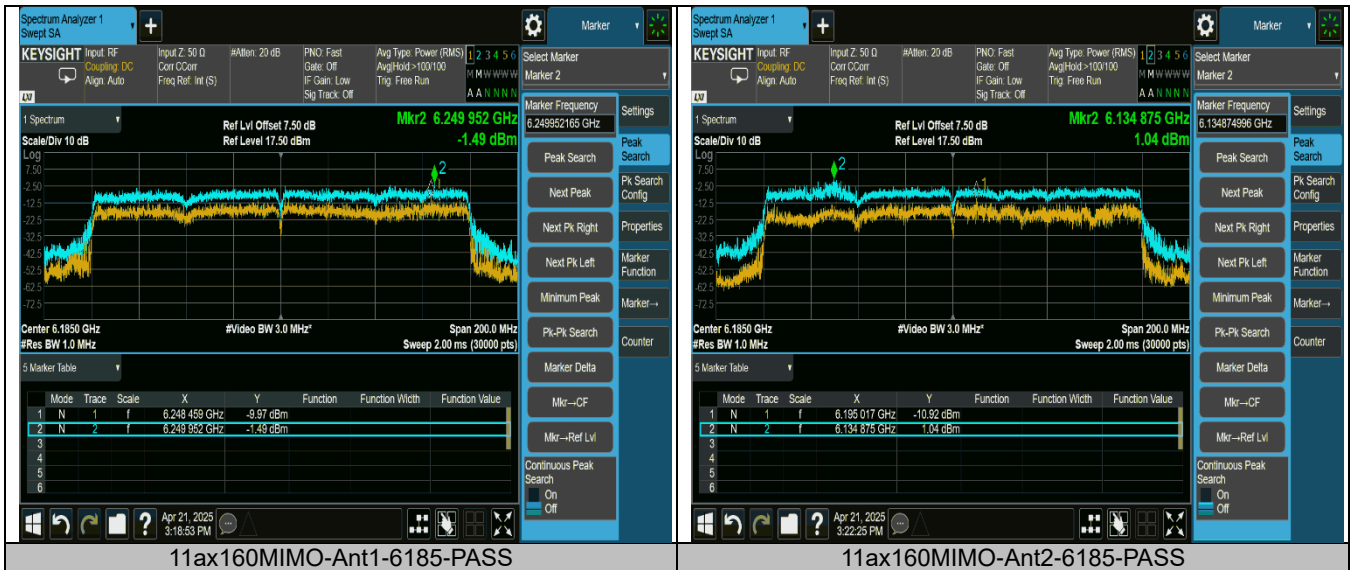 Spectrum Analyzer 1
Swept SA
+
Marker
KEYSIGHT Input: RF
Coupling: DC
Align: Auto
Input Z: 50 Ω
Corr CCorr
Freq Ref: Int (S)
#Atten: 20 dB
PNO: Fast
Gate: Off
IF Gain: Low
Sig Track: Off
Avg Type: Power (RMS)
Avg|Hold:>100/100
Trig: Free Run
1 2 3 4 5 6
M M W W W W
A A N N N N
LXI
Select Marker
Marker 2
Marker Frequency
6.249952165 GHz
Settings
Peak Search
Peak Search
Next Peak
Pk Search Config
Next Pk Right
Properties
Next Pk Left
Marker Function
Minimum Peak
Marker→
Pk-Pk Search
Counter
Marker Delta
Mkr→CF
Mkr→Ref Lvl
Continuous Peak Search
On
Off
1 Spectrum
Scale/Div 10 dB
Log
Ref Lvl Offset 7.50 dB
Ref Level 17.50 dBm
Mkr2 6.249 952 GHz
-1.49 dBm
7.50
-2.50
-12.5
-22.5
-32.5
-42.5
-52.5
-62.5
-72.5
2
1
Center 6.1850 GHz
#Res BW 1.0 MHz
#Video BW 3.0 MHz*
Span 200.0 MHz
Sweep 2.00 ms (30000 pts)
5 Marker Table
Mode Trace Scale X Y Function Function Width Function Value
1 N 1 f 6.248 459 GHz -9.97 dBm
2 N 2 f 6.249 952 GHz -1.49 dBm
3
4
5
6
?
Apr 21, 2025
3:18:53 PM
11ax160MIMO-Ant1-6185-PASS
Spectrum Analyzer 1
Swept SA
+
Marker
KEYSIGHT Input: RF
Coupling: DC
Align: Auto
Input Z: 50 Ω
Corr CCorr
Freq Ref: Int (S)
#Atten: 20 dB
PNO: Fast
Gate: Off
IF Gain: Low
Sig Track: Off
Avg Type: Power (RMS)
Avg|Hold:>100/100
Trig: Free Run
1 2 3 4 5 6
M M W W W W
A A N N N N
LXI
Select Marker
Marker 2
Marker Frequency
6.134874996 GHz
Settings
Peak Search
Peak Search
Next Peak
Pk Search Config
Next Pk Right
Properties
Next Pk Left
Marker Function
Minimum Peak
Marker→
Pk-Pk Search
Counter
Marker Delta
Mkr→CF
Mkr→Ref Lvl
Continuous Peak Search
On
Off
1 Spectrum
Scale/Div 10 dB
Log
Ref Lvl Offset 7.50 dB
Ref Level 17.50 dBm
Mkr2 6.134 875 GHz
1.04 dBm
7.50
-2.50
-12.5
-22.5
-32.5
-42.5
-52.5
-62.5
-72.5
2
1
Center 6.1850 GHz
#Res BW 1.0 MHz
#Video BW 3.0 MHz*
Span 200.0 MHz
Sweep 2.00 ms (30000 pts)
5 Marker Table
Mode Trace Scale X Y Function Function Width Function Value
1 N 1 f 6.195 017 GHz -10.92 dBm
2 N 2 f 6.134 875 GHz 1.04 dBm
3
4
5
6
?
Apr 21, 2025
3:22:25 PM
11ax160MIMO-Ant2-6185-PASS